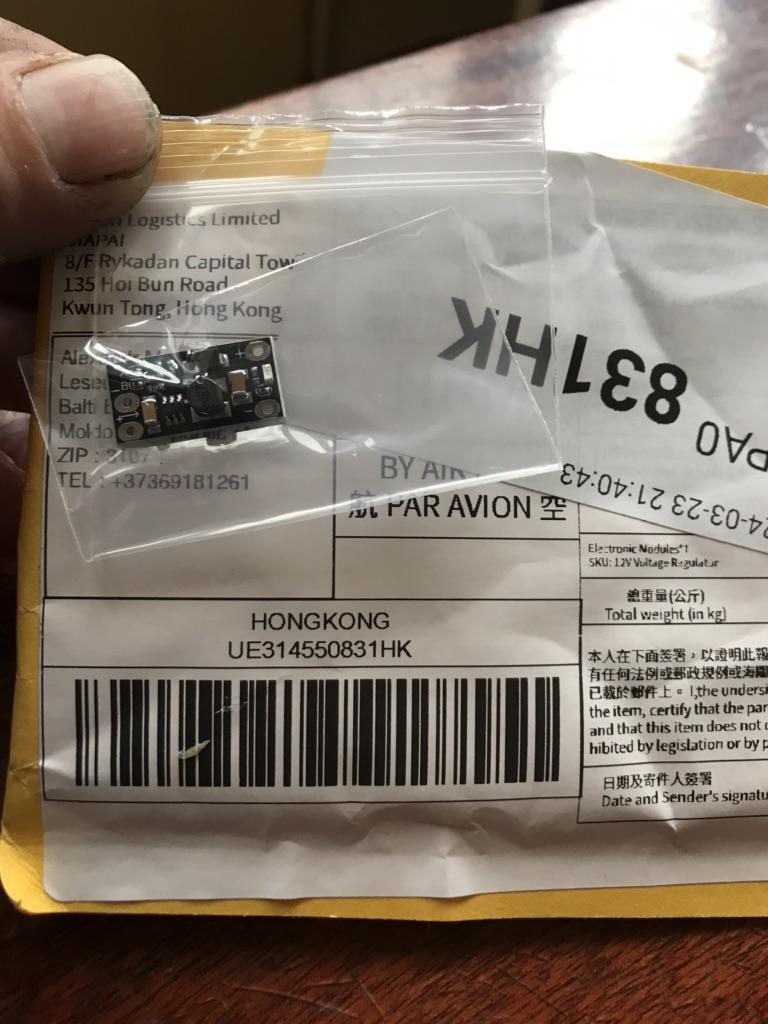 Logistics Limited
8/F Rykadan Capital Tow
135 Hoi Bun Road
Kwun Tong, Hong Kong
Moldo
ZIP :
TEL : +37369181261
831HK
PA0
24-03-23 21:40:43
BY AIR
航 PAR AVION 空
Electronic Modules*1
SKU: 12V Voltage Regulator
總重量(公斤)
Total weight (in kg)
HONGKONG
UE314550831HK
本人在下面簽署，以證明此報
有任何法例或郵政規例或海關
已載於郵件上。I,the undersi
the item, certify that the par
and that this item does not
hibited by legislation or by p
日期及寄件人簽署
Date and Sender's signatu